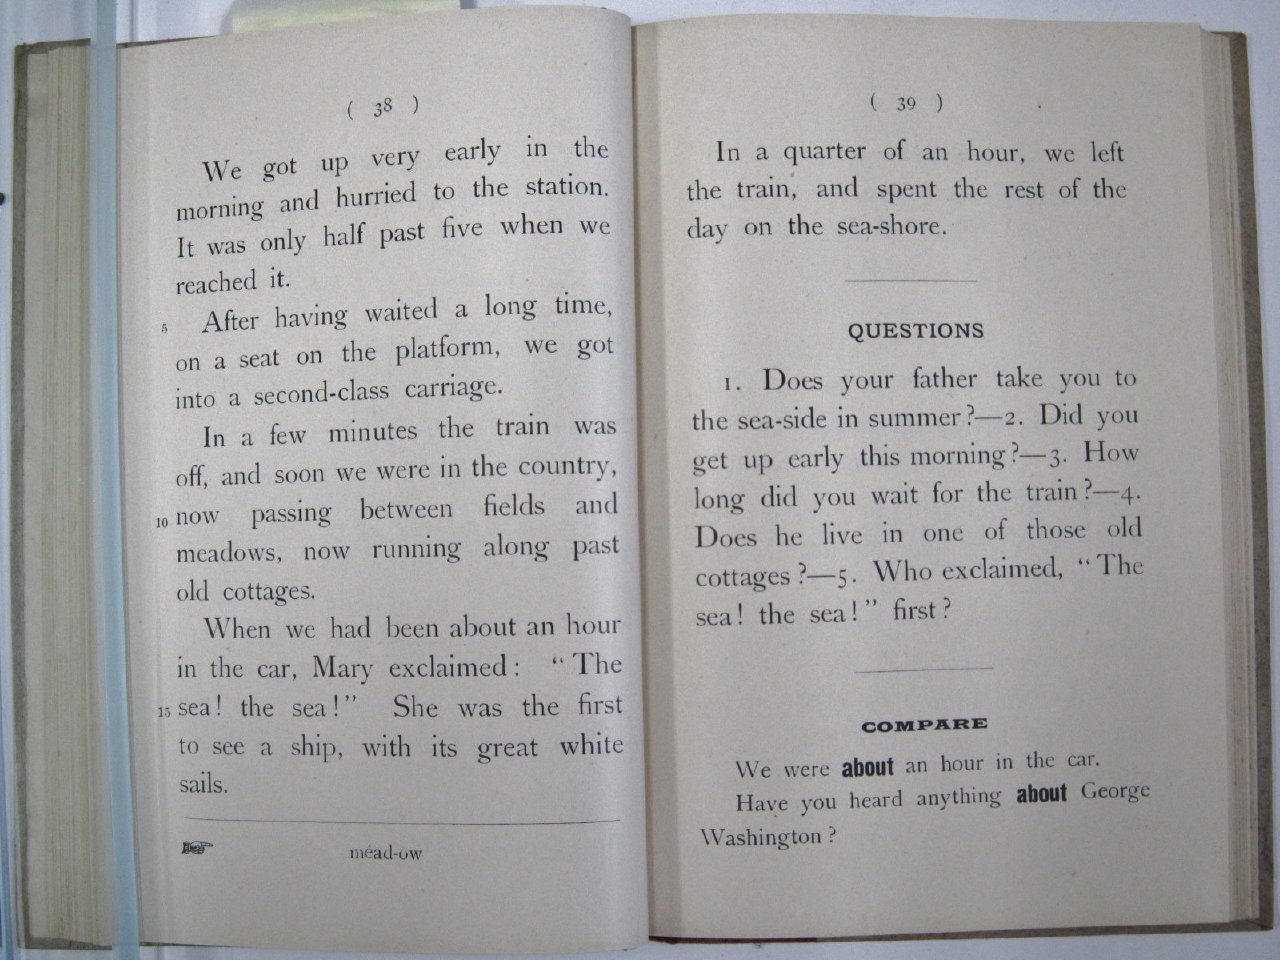 ( 38 )
We got up very early in the
morning and hurried to the station.
It was only half past five when we
reached it.
5 After having waited a long time,
on a seat on the platform, we got
into a second-class carriage.
In a few minutes the train was
off, and soon we were in the country,
10 now passing between fields and
meadows, now running along past
old cottages.
When we had been about an hour
in the car, Mary exclaimed: “The
15 sea! the sea!” She was the first
to see a ship, with its great white
sails.
méad-ow
( 39 )
In a quarter of an hour, we left
the train, and spent the rest of the
day on the sea-shore.
QUESTIONS
1. Does your father take you to
the sea-side in summer?—2. Did you
get up early this morning?—3. How
long did you wait for the train?—4.
Does he live in one of those old
cottages?—5. Who exclaimed, “The
sea! the sea!” first?
COMPARE
We were about an hour in the car.
Have you heard anything about George
Washington?